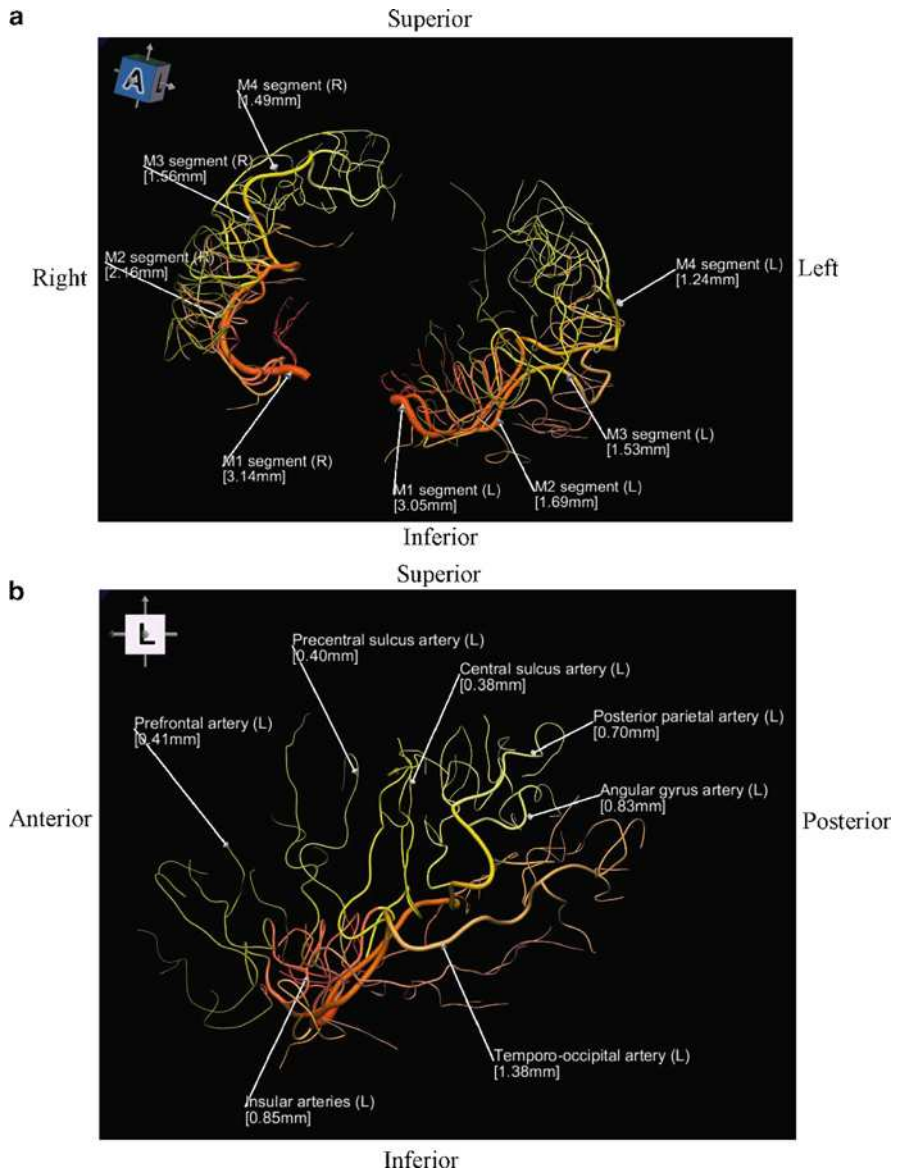 a
Superior
A L
M4 segment (R)
[1.49mm]
M3 segment (R)
[1.56mm]
M2 segment (R)
[2.16mm]
Right
Left
M4 segment (L)
[1.24mm]
M3 segment (L)
[1.53mm]
M1 segment (R)
[3.14mm]
M1 segment (L)
[3.05mm]
M2 segment (L)
[1.69mm]
Inferior
Superior
b
L
Precentral sulcus artery (L)
[0.40mm]
Central sulcus artery (L)
[0.38mm]
Prefrontal artery (L)
[0.41mm]
Posterior parietal artery (L)
[0.70mm]
Angular gyrus artery (L)
[0.83mm]
Anterior
Posterior
Temporo-occipital artery (L)
[1.38mm]
Insular arteries (L)
[0.85mm]
Inferior